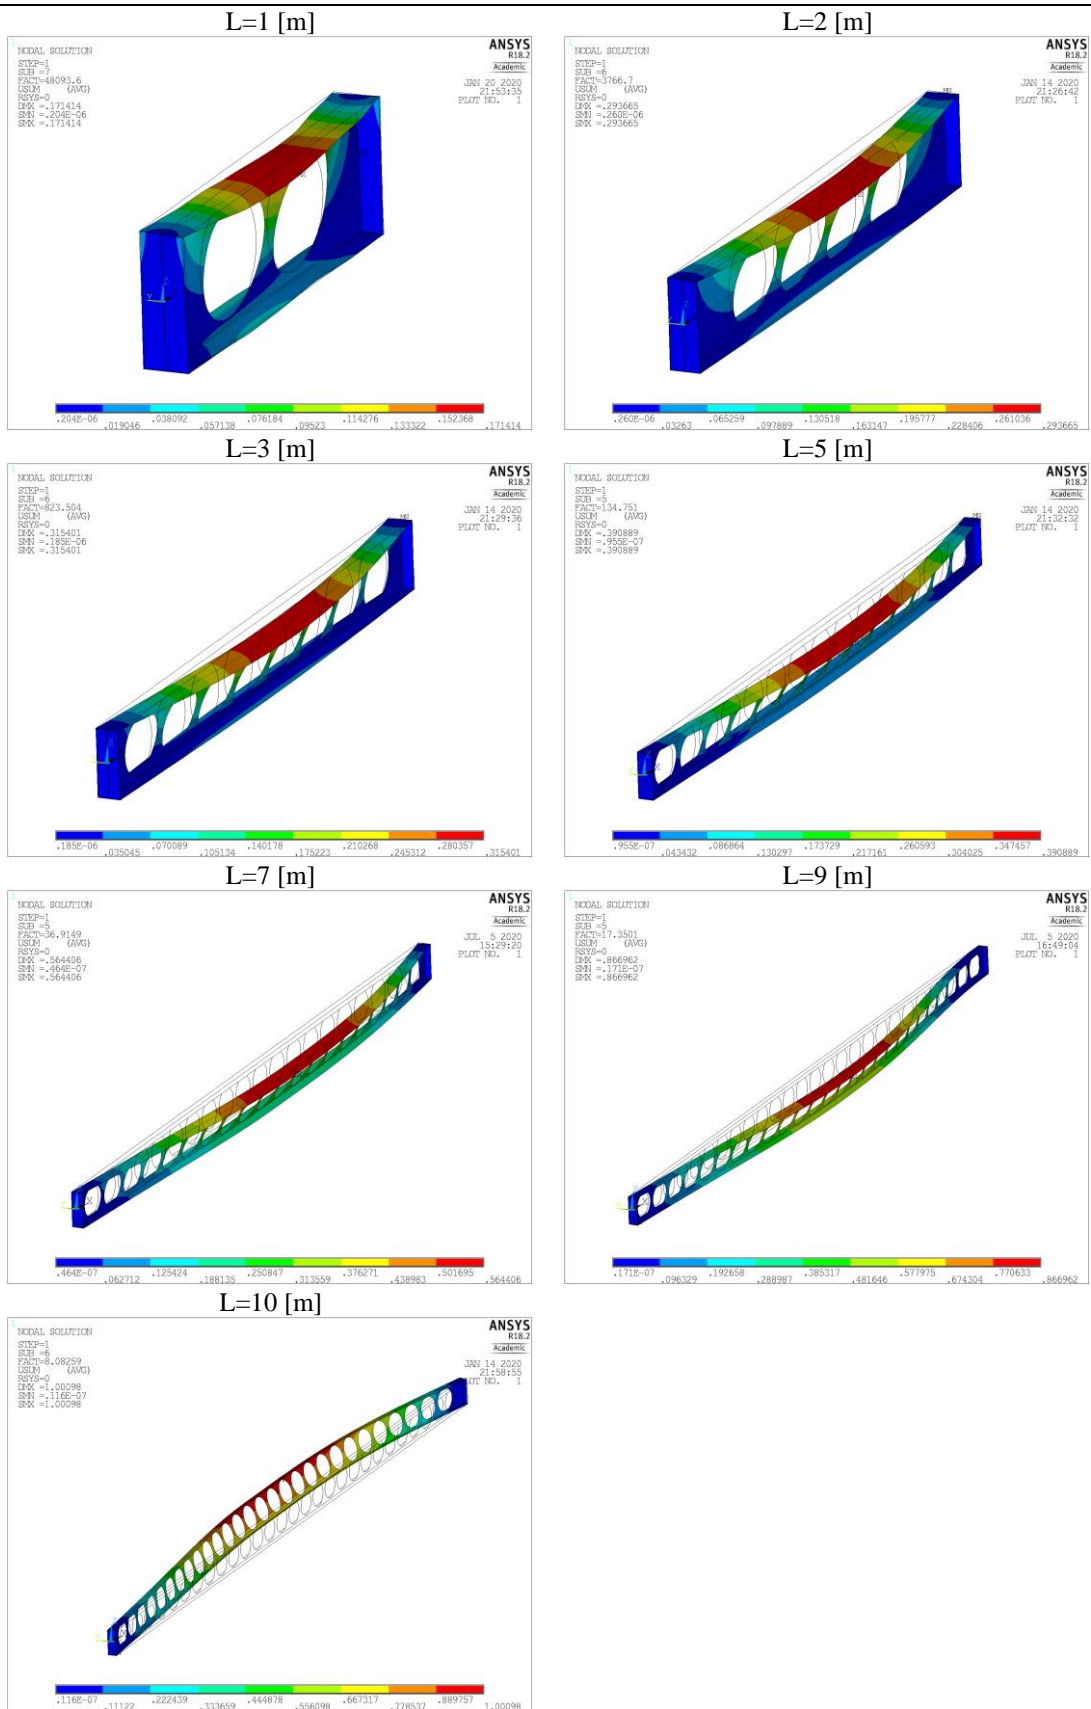 L=1 [m]
1
NODAL SOLUTION
STEP=1
SUB =7
FACT=48093.6
USUM (AVG)
RSYS=0
DMX =.171414
SMN =.204E-06
SMX =.171414
ANSYS
R18.2
Academic
JAN 20 2020
21:53:35
PLOT NO. 1
.204E-06 .038092 .076184 .114276 .152368
.019046 .057138 .09523 .133322 .171414
L=2 [m]
1
NODAL SOLUTION
STEP=1
SUB =6
FACT=3766.7
USUM (AVG)
RSYS=0
DMX =.293665
SMN =.260E-06
SMX =.293665
ANSYS
R18.2
Academic
JAN 14 2020
21:26:42
PLOT NO. 1
MN
.260E-06 .065259 .130518 .195777 .261036
.03263 .097889 .163147 .228406 .293665
L=3 [m]
1
NODAL SOLUTION
STEP=1
SUB =6
FACT=823.504
USUM (AVG)
RSYS=0
DMX =.315401
SMN =.185E-06
SMX =.315401
ANSYS
R18.2
Academic
JAN 14 2020
21:29:36
PLOT NO. 1
MN
.185E-06 .070089 .140178 .210268 .280357
.035045 .105134 .175223 .245312 .315401
L=5 [m]
1
NODAL SOLUTION
STEP=1
SUB =5
FACT=134.751
USUM (AVG)
RSYS=0
DMX =.390889
SMN =.955E-07
SMX =.390889
ANSYS
R18.2
Academic
JAN 14 2020
21:32:32
PLOT NO. 1
MN
.955E-07 .086864 .173729 .260593 .347457
.043432 .130297 .217161 .304025 .390889
L=7 [m]
1
NODAL SOLUTION
STEP=1
SUB =5
FACT=36.9149
USUM (AVG)
RSYS=0
DMX =.564406
SMN =.464E-07
SMX =.564406
ANSYS
R18.2
Academic
JUL 5 2020
15:29:20
PLOT NO. 1
.464E-07 .125424 .250847 .376271 .501695
.062712 .188135 .313559 .438983 .564406
L=9 [m]
1
NODAL SOLUTION
STEP=1
SUB =5
FACT=17.3501
USUM (AVG)
RSYS=0
DMX =.866962
SMN =.171E-07
SMX =.866962
ANSYS
R18.2
Academic
JUL 5 2020
16:49:04
PLOT NO. 1
.171E-07 .192658 .385317 .577975 .770633
.096329 .288987 .481646 .674304 .866962
L=10 [m]
1
NODAL SOLUTION
STEP=1
SUB =6
FACT=8.08259
USUM (AVG)
RSYS=0
DMX =1.00098
SMN =.116E-07
SMX =1.00098
ANSYS
R18.2
Academic
JAN 14 2020
21:58:55
PLOT NO. 1
.116E-07 .222439 .444878 .667317 .889757
.11122 .333659 .556098 .778537 1.00098